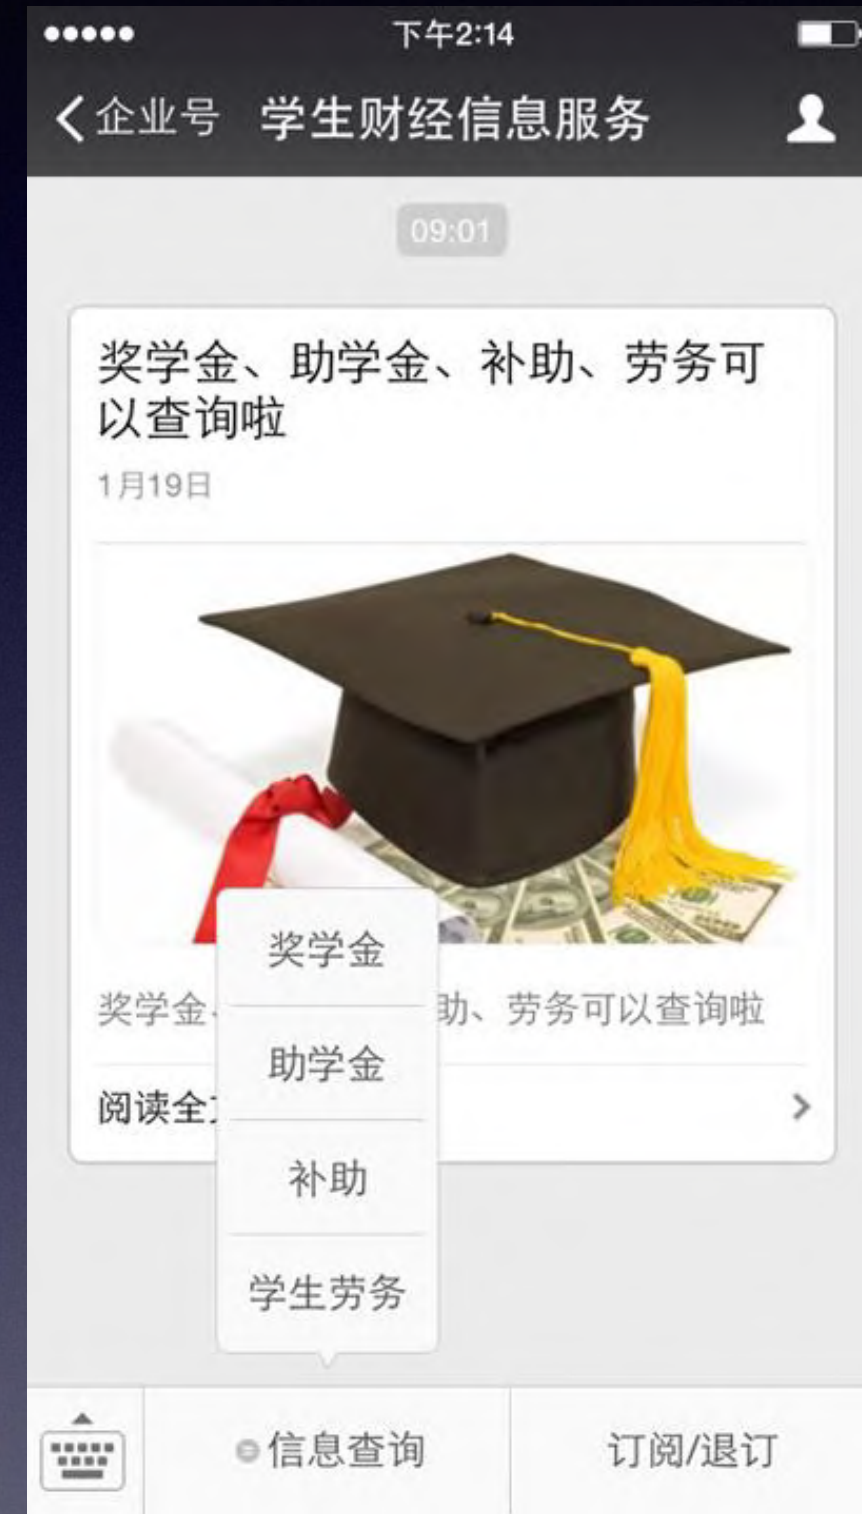 下午2:14
企业号 学生财经信息服务
09:01
奖学金、助学金、补助、劳务可
以查询啦
1月19日
奖学金
奖学金、 助、劳务可以查询啦
助学金
阅读全
补助
学生劳务
信息查询 订阅/退订